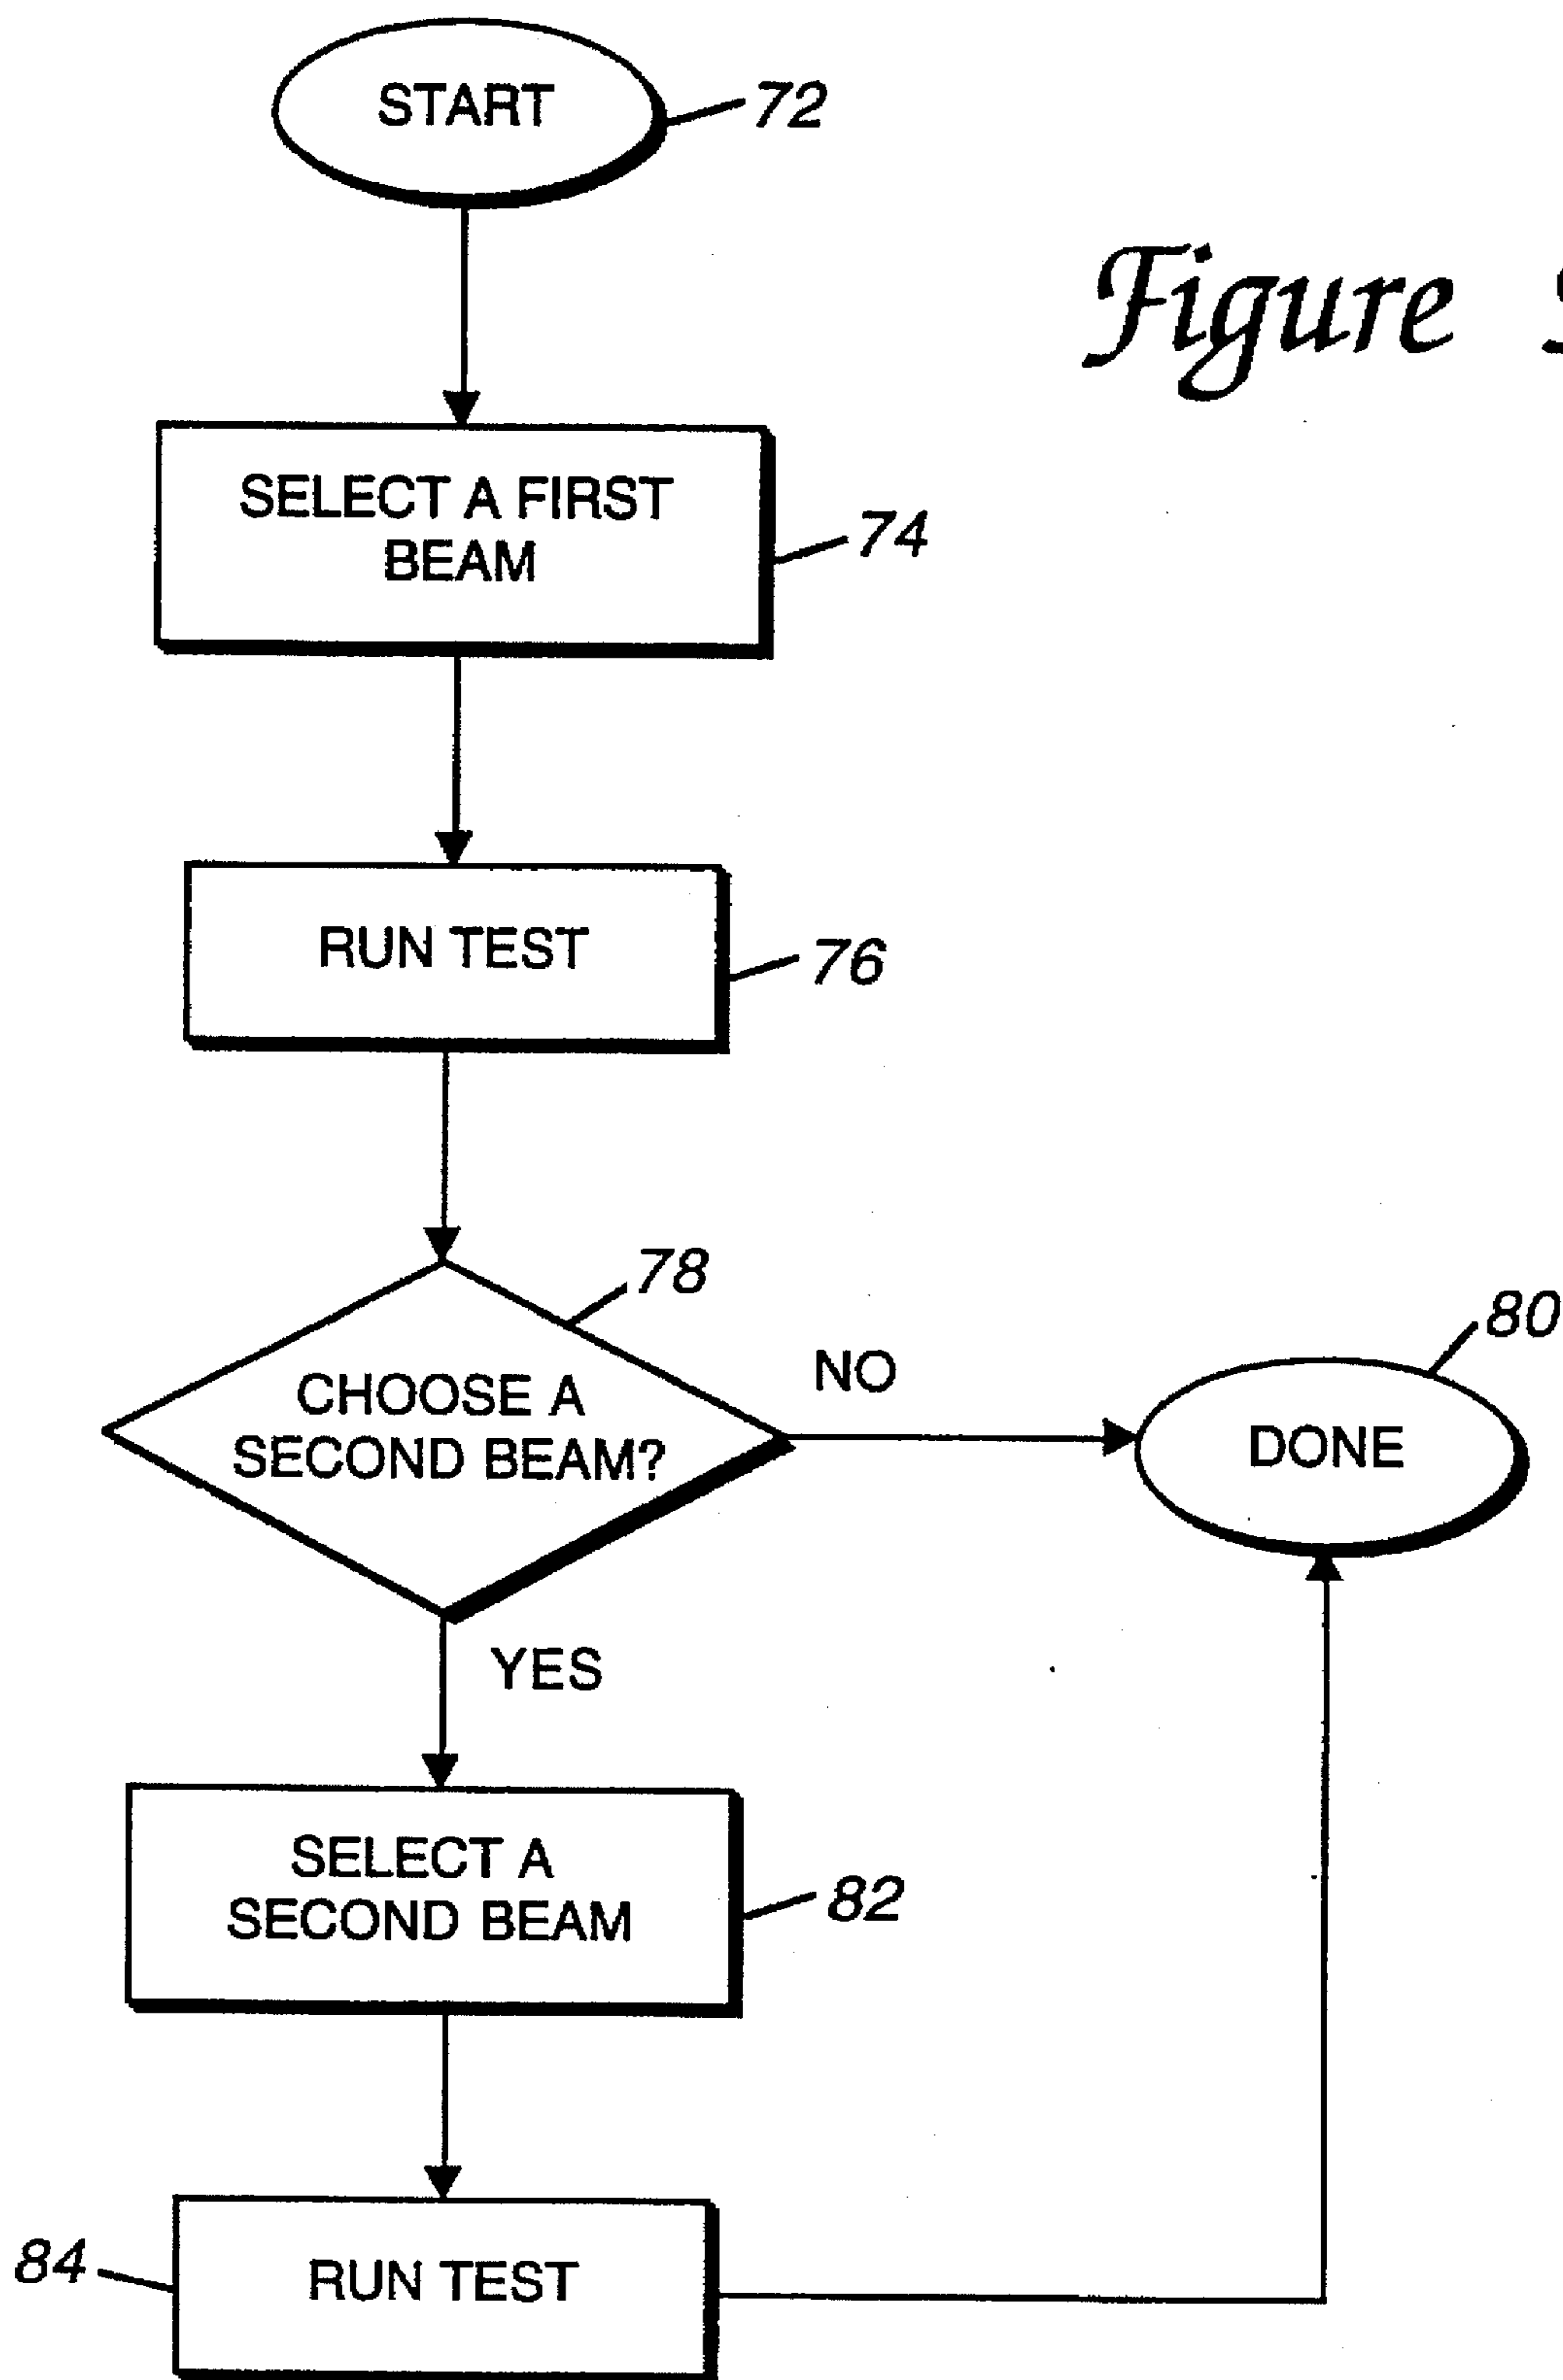 START
72
Figure
SELECT A FIRST
BEAM
74
RUN TEST
76
78
CHOOSE A
SECOND BEAM?
NO
80
DONE
YES
SELECT A
SECOND BEAM
82
84
RUN TEST